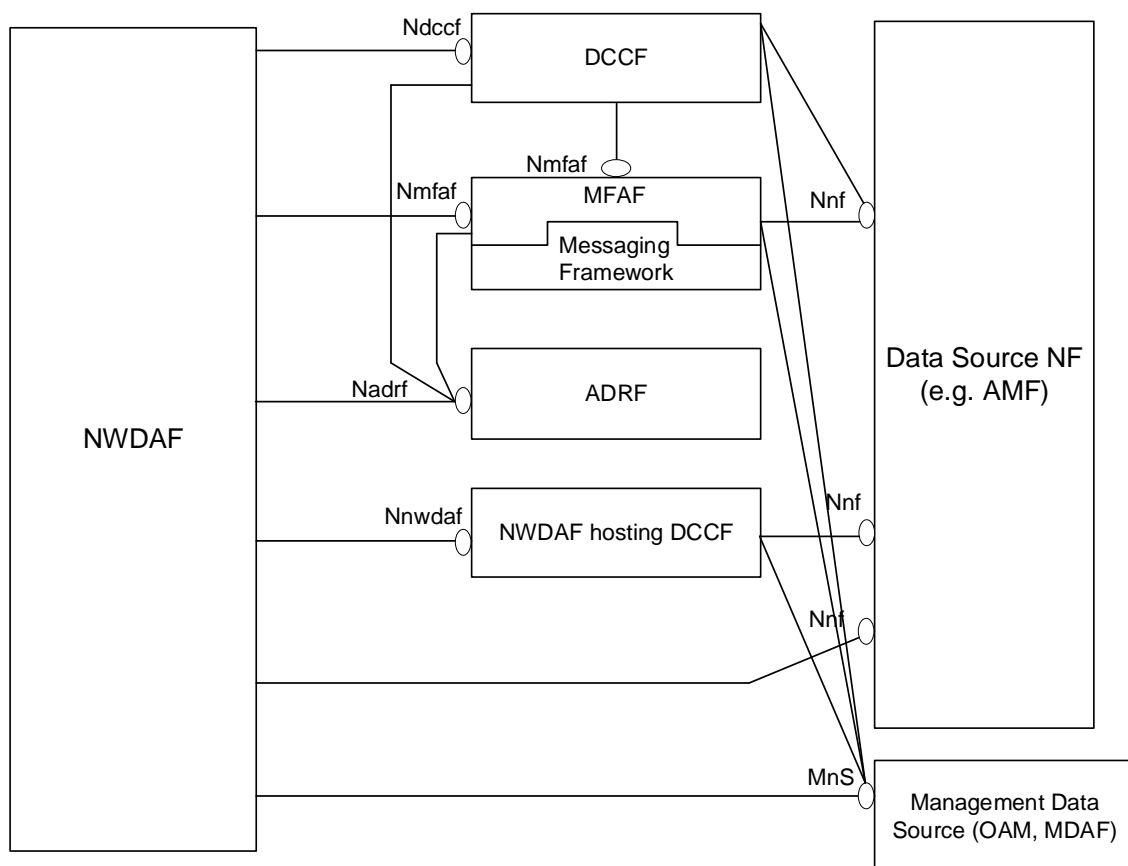 Ndccf
DCCF
Nmfaf
Nmfaf
MFAF
Nnf
Messaging
Framework
Data Source NF
(e.g. AMF)
Nadrf
ADRF
NWDAF
Nnwdaf
NWDAF hosting DCCF
Nnf
Nnf
MnS
Management Data
Source (OAM, MDAF)